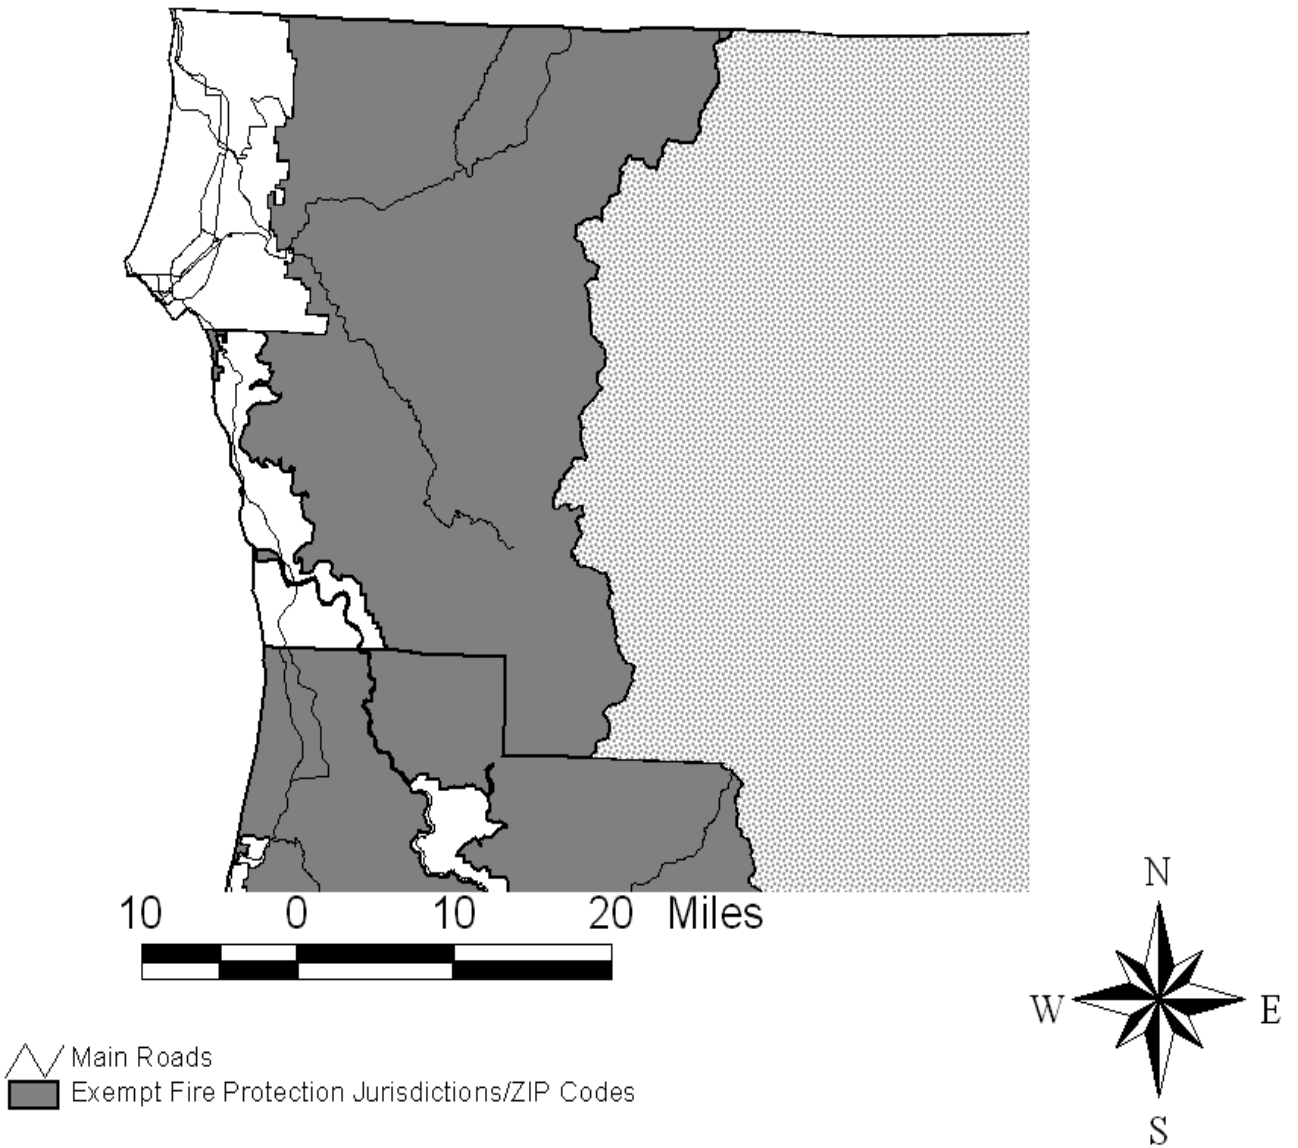 10 0 10 20 Miles
N
W E
S
Main Roads
Exempt Fire Protection Jurisdictions/ZIP Codes